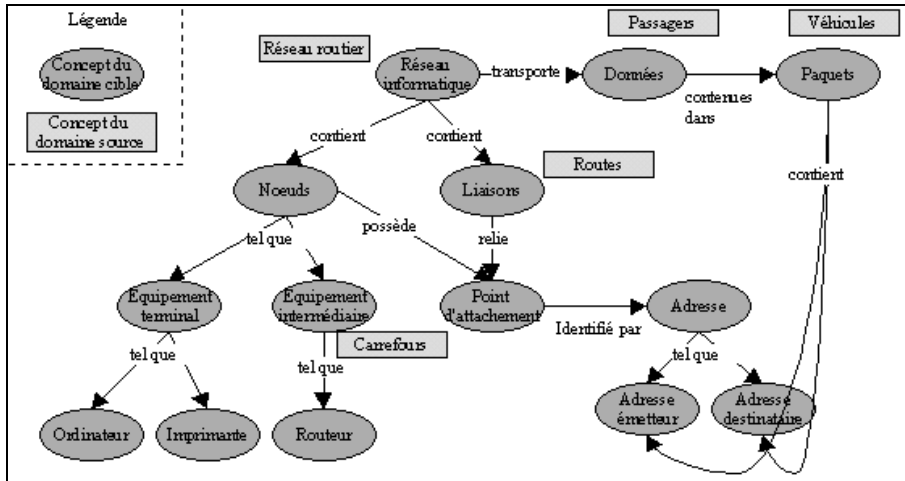 Légende
Concept du
domaine cible
Concept du
domaine source
Passagers
Véhicules
Réseau routier
Réseau
informatique
transporte
Données
Paquets
contenues
dans
contient
contient
contient
Routes
Noeuds
Liaisons
tel que
possède
relie
Equipement
terminal
Equipement
intermédiaire
Point
d'attachement
Adresse
Identifié par
Carrefours
tel que
tel que
tel que
Ordinateur
Imprimante
Routeur
Adresse
émetteur
Adresse
destinataire